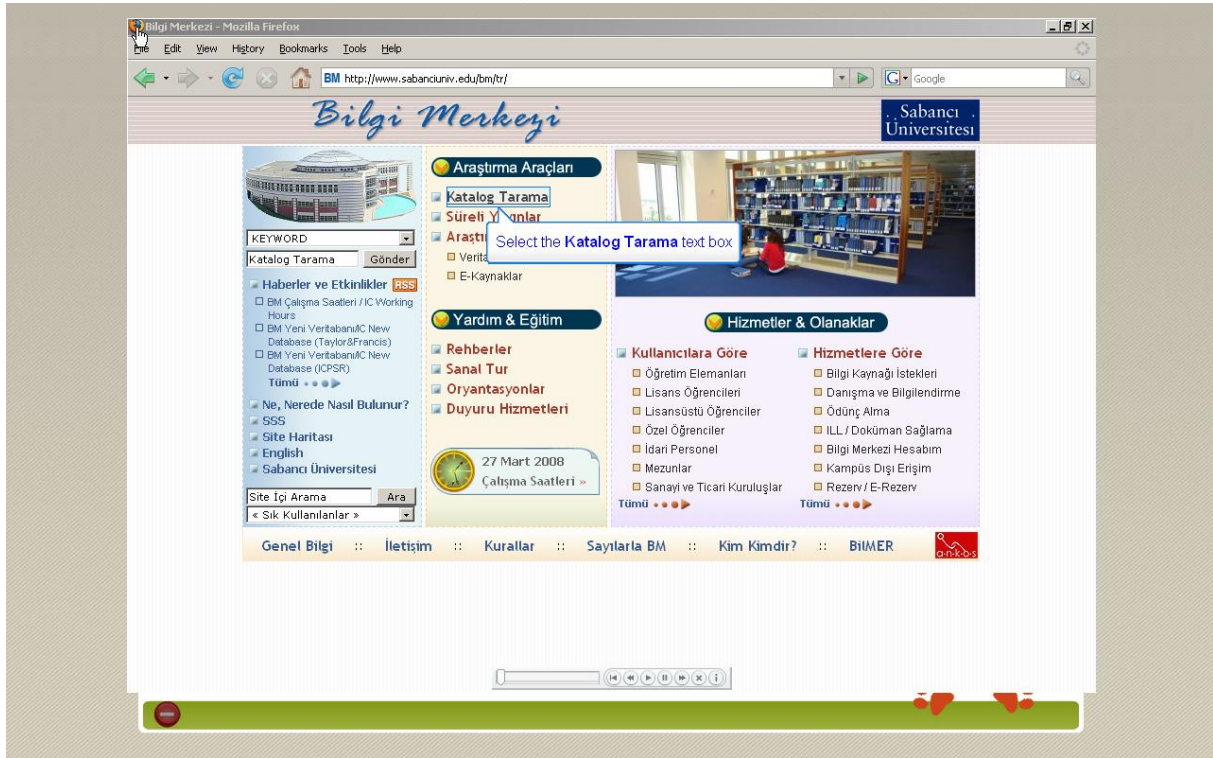 Bilgi Merkezi - Mozilla Firefox
File Edit View History Bookmarks Tools Help
BM http://www.sabanciuniv.edu/bm/tr/
G Google
Bilgi Merkezi
Sabancı
Üniversitesi
KEYWORD
Katalog Tarama Gönder
Haberler ve Etkinlikler RSS
BM Çalışma Saatleri / IC Working
Hours
BM Yeni Veritabanı/IC New
Database (Taylor&Francis)
BM Yeni Veritabanı/IC New
Database (ICPSR)
Tümü
Ne, Nerede Nasıl Bulunur?
SSS
Site Haritası
English
Sabancı Üniversitesi
Site İçi Arama Ara
« Sık Kullanılanlar »
Araştırma Araçları
Katalog Tarama
Süreli
Select the Katalog Tarama text box
E-Kaynaklar
Yardım & Eğitim
Rehberler
Sanal Tur
Oryantasyonlar
Duyuru Hizmetleri
27 Mart 2008
Çalışma Saatleri »
Hizmetler & Olanaklar
Kullanıcılara Göre
Öğretim Elemanları
Lisans Öğrencileri
Lisansüstü Öğrenciler
Özel Öğrenciler
İdari Personel
Mezunlar
Sanayi ve Ticari Kuruluşlar
Tümü
Hizmetlere Göre
Bilgi Kaynağı İstekleri
Danışma ve Bilgilendirme
Ödünç Alma
ILL / Doküman Sağlama
Bilgi Merkezi Hesabım
Kampüs Dışı Erişim
Rezerv / E-Rezerv
Tümü
Genel Bilgi :: İletişim :: Kurallar :: Sayılarla BM :: Kim Kimdir? :: BilMER
a·n·k·o·s